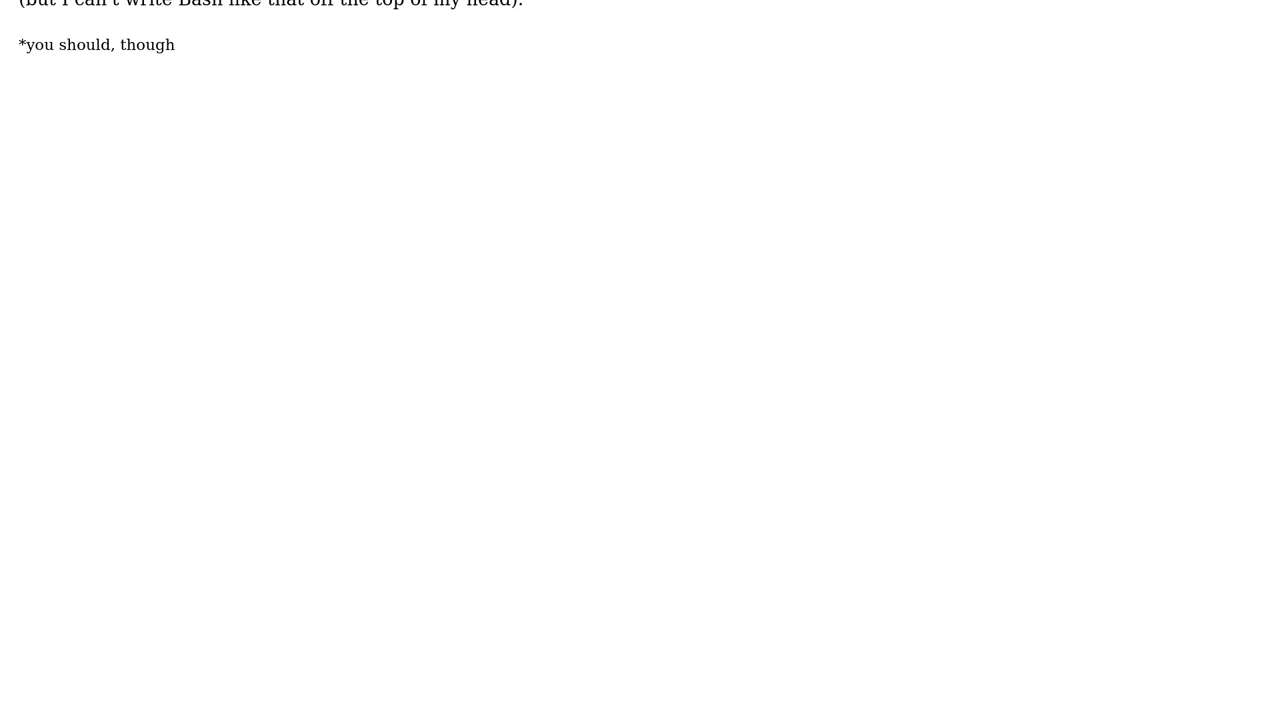 (but I can't write Bash like that off the top of my head).
*you should, though